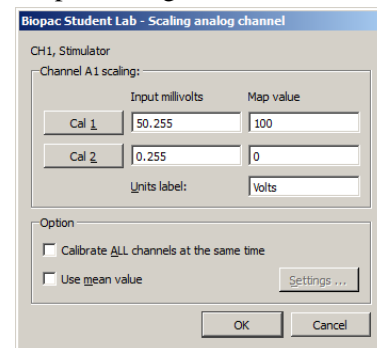 Biopac Student Lab - Scaling analog channel
CH1, Stimulator
Channel A1 scaling:
Input millivolts Map value
Cal 1 50.255 100
Cal 2 0.255 0
Units label: Volts
Option
Calibrate ALL channels at the same time
Use mean value Settings ...
OK Cancel